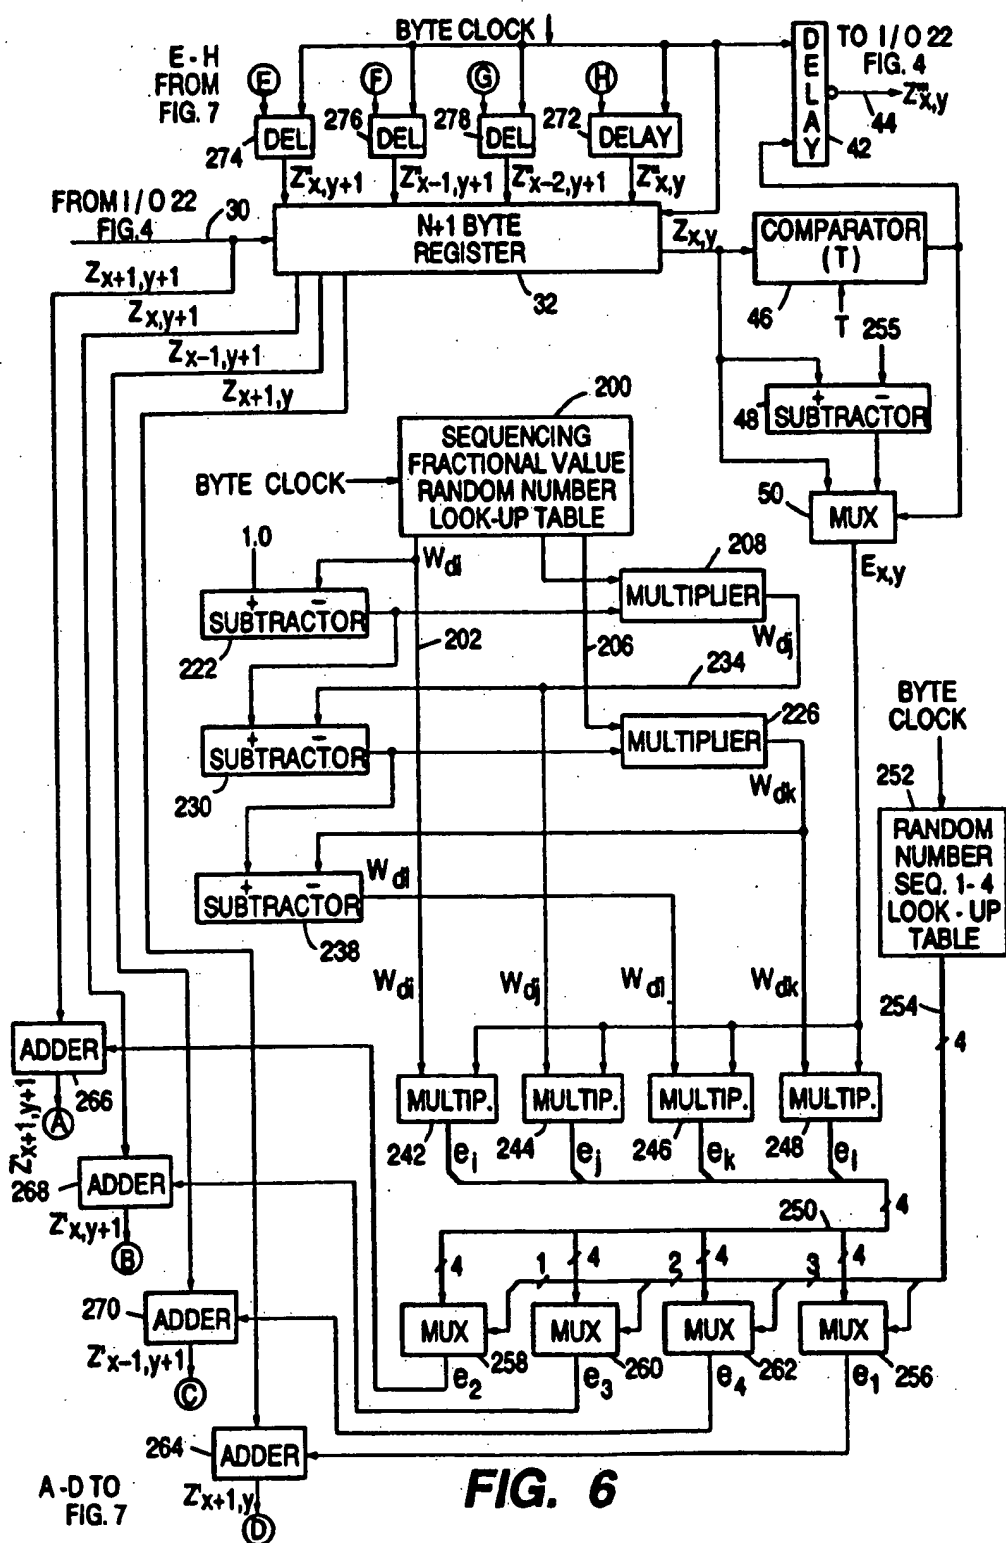 BYTE CLOCK
E - H
FROM
FIG. 7
E
F
G
H
274
DEL
276
DEL
278
DEL
272
DELAY
DELAY
TO I / O 22
FIG. 4
Z'''x,y
44
42
Z''x,y+1
Z''x-1,y+1
Z''x-2,y+1
Z''x,y
FROM I / O 22
FIG.4
30
N+1 BYTE
REGISTER
32
Zx,y
COMPARATOR
(T)
46
T
255
Zx+1,y+1
Zx,y+1
Zx-1,y+1
Zx+1,y
+ −
48
SUBTRACTOR
200
SEQUENCING
FRACTIONAL VALUE
RANDOM NUMBER
LOOK-UP TABLE
BYTE CLOCK
50
MUX
Ex,y
1.0
Wdi
208
MULTIPLIER
+ −
SUBTRACTOR
222
202
206
Wdj
234
+ −
SUBTRACTOR
230
226
MULTIPLIER
Wdk
BYTE
CLOCK
252
RANDOM
NUMBER
SEQ. 1- 4
LOOK - UP
TABLE
+ −
SUBTRACTOR
238
Wdl
Wdi
Wdj
Wdl
Wdk
254
4
ADDER
266
Z'x+1,y+1
A
MULTIP.
242
MULTIP.
244
MULTIP.
246
MULTIP.
248
ei
ej
ek
el
268
ADDER
Z'x,y+1
B
250
4
4
4
4
4
1
2
3
270
ADDER
Z'x-1,y+1
C
MUX
258
MUX
260
MUX
262
MUX
256
e2
e3
e4
e1
264
ADDER
Z'x+1,y
D
A -D TO
FIG. 7
FIG. 6